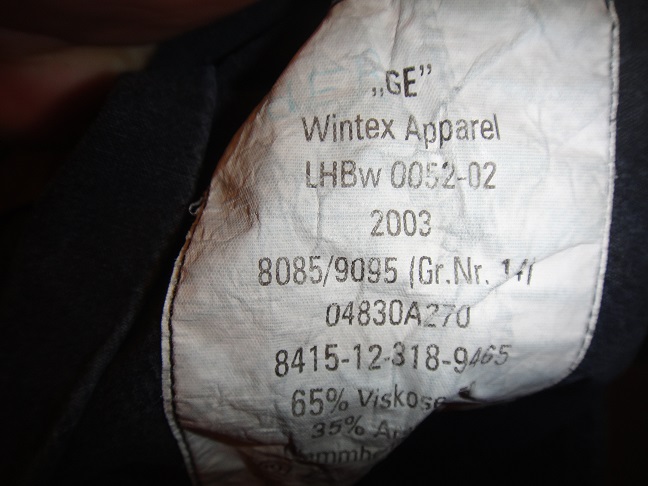 „GE”
Wintex Apparel
LHBw 0052-02
2003
8085/9095 (Gr.Nr.
04830A270
8415-12-318-9465
65% Viskose
35%